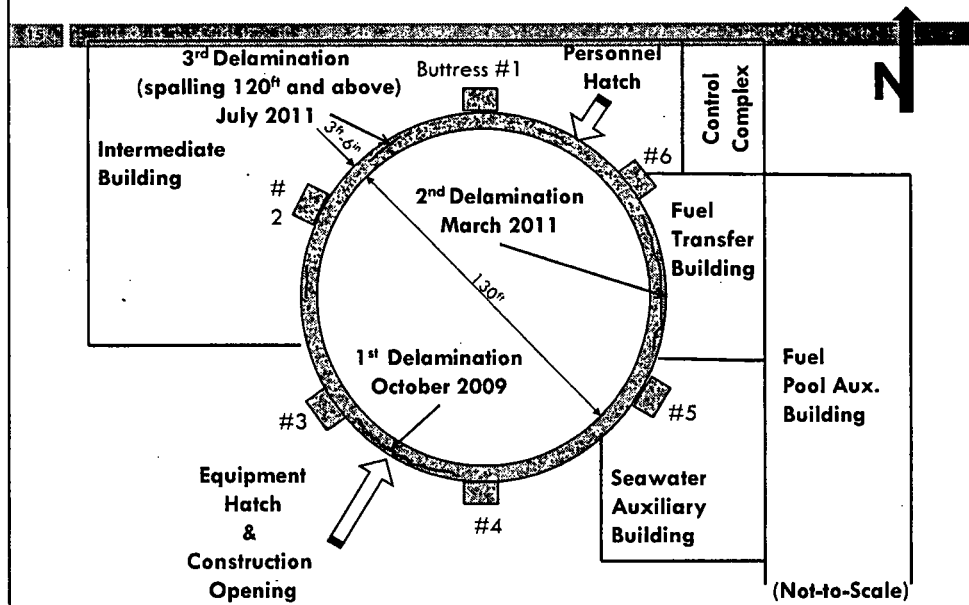 15
N
3rd Delamination
(spalling 120ft and above)
July 2011
Buttress #1
Personnel
Hatch
Control
Complex
3ft-6in
Intermediate
Building
#6
#
2
2nd Delamination
March 2011
Fuel
Transfer
Building
130ft
1st Delamination
October 2009
Fuel
Pool Aux.
Building
#3
#5
Equipment
Hatch
&
Construction
Opening
#4
Seawater
Auxiliary
Building
(Not-to-Scale)